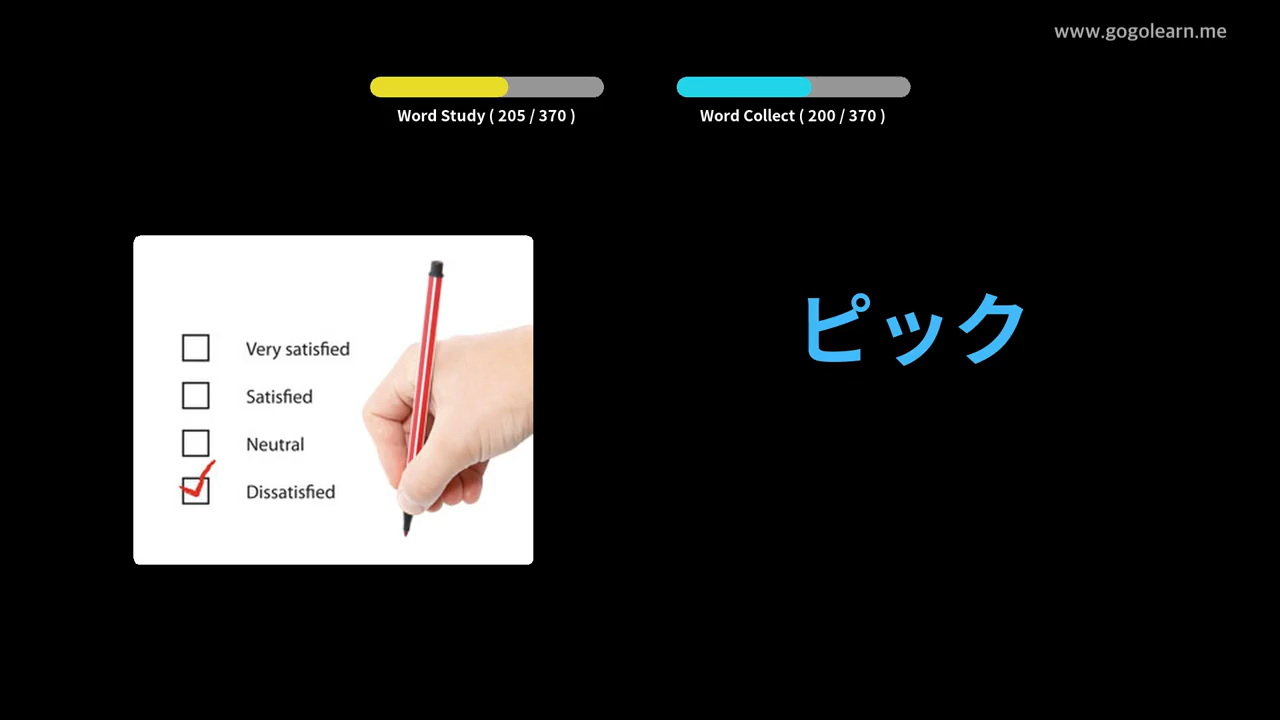 www.gogolearn.me
Word Study ( 205 / 370 )
Word Collect ( 200 / 370 )
Very satisfied
Satisfied
Neutral
Dissatisfied
ピック